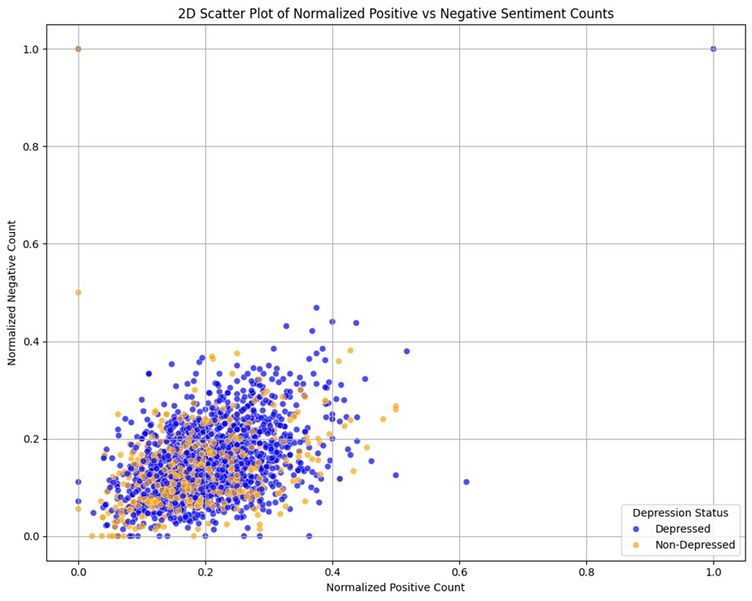 2D Scatter Plot of Normalized Positive vs Negative Sentiment Counts
Normalized Negative Count
1.0
0.8
0.6
0.4
0.2
0.0
0.0 0.2 0.4 0.6 0.8 1.0
Normalized Positive Count
Depression Status
Depressed
Non-Depressed